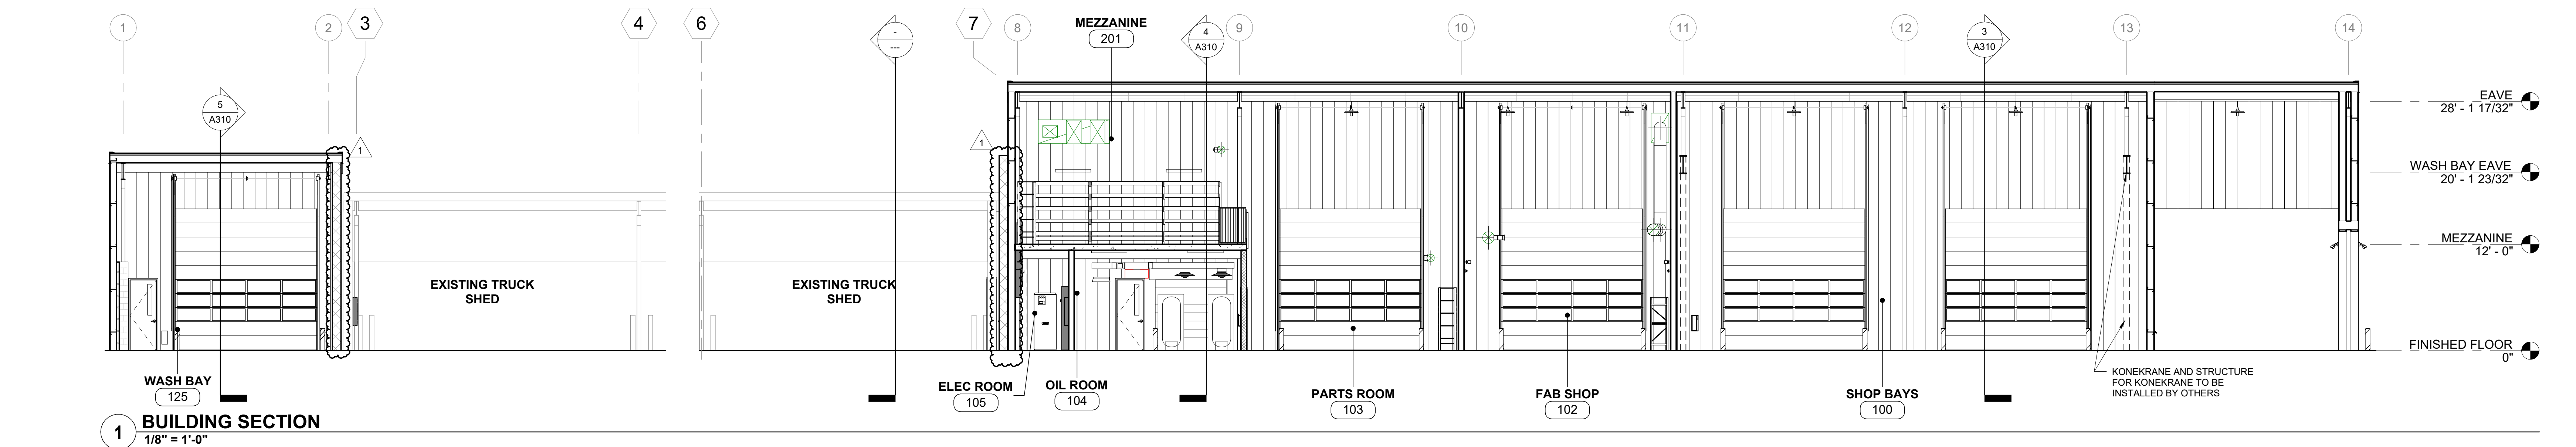 1
2
3
4
6
7
8
MEZZANINE
201
4
A310
9
10
11
12
3
A310
13
14
-
---
5
A310
1
1
EAVE
28' - 1 17/32"
WASH BAY EAVE
20' - 1 23/32"
MEZZANINE
12' - 0"
FINISHED FLOOR
0"
EXISTING TRUCK
SHED
EXISTING TRUCK
SHED
WASH BAY
125
ELEC ROOM
105
OIL ROOM
104
PARTS ROOM
103
FAB SHOP
102
SHOP BAYS
100
KONEKRANE AND STRUCTURE
FOR KONEKRANE TO BE
INSTALLED BY OTHERS
1
BUILDING SECTION
1/8" = 1'-0"